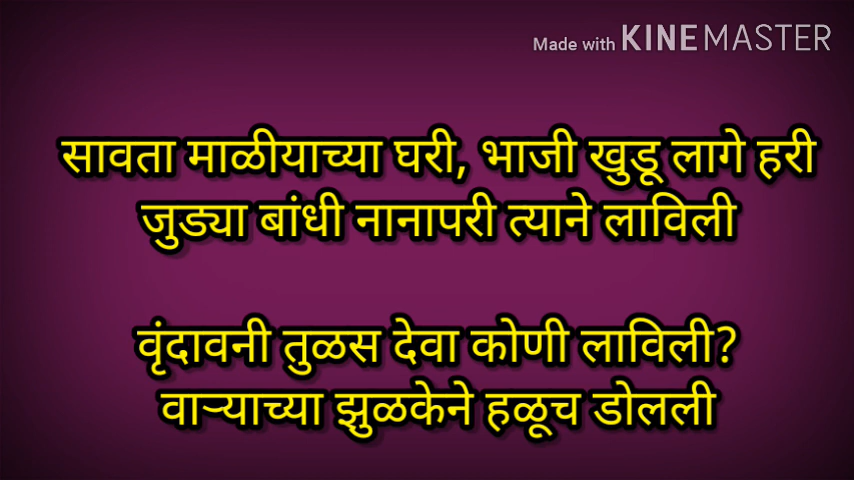 Made with KINEMASTER
सावता माळीयाच्या घरी, भाजी खुडू लागे हरी
जुड्या बांधी नानापरी त्याने लाविली
वृंदावनी तुळस देवा कोणी लाविली?
वाऱ्याच्या झुळकेने हळूच डोलली